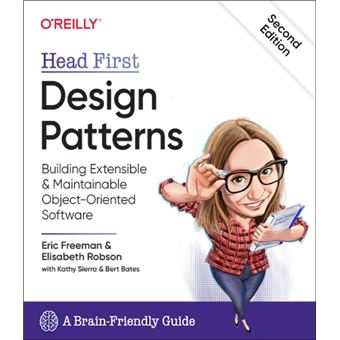 O'REILLY®
Second
Edition
Head First
Design
Patterns
Building Extensible
& Maintainable
Object-Oriented
Software
Eric Freeman &
Elisabeth Robson
with Kathy Sierra & Bert Bates
A Brain-Friendly Guide